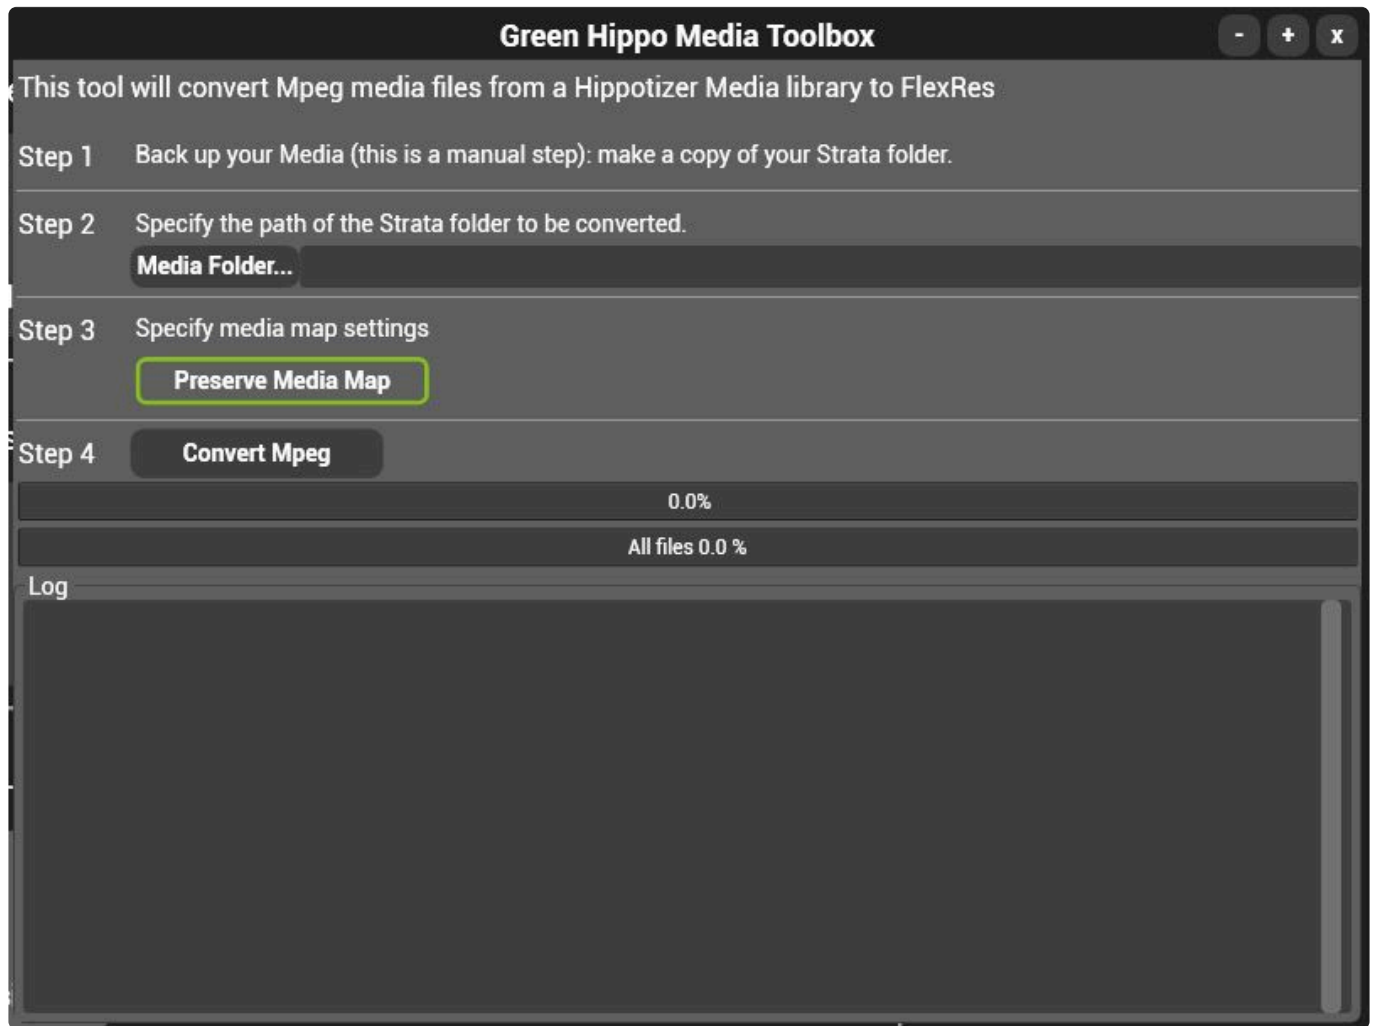 Green Hippo Media Toolbox
- + x
This tool will convert Mpeg media files from a Hippotizer Media library to FlexRes
Step 1 Back up your Media (this is a manual step): make a copy of your Strata folder.
Step 2 Specify the path of the Strata folder to be converted.
Media Folder...
Step 3 Specify media map settings
Preserve Media Map
Step 4 Convert Mpeg
0.0%
All files 0.0 %
Log